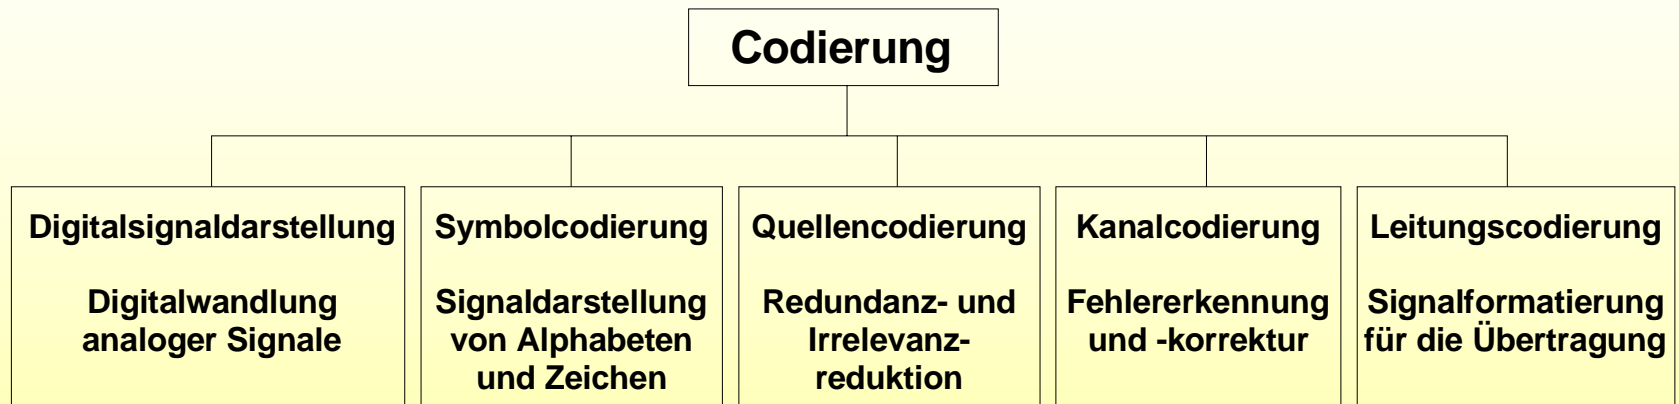 Codierung
Digitalsignaldarstellung
Digitalwandlung
analoger Signale
Symbolcodierung
Signaldarstellung
von Alphabeten
und Zeichen
Quellencodierung
Redundanz- und
Irrelevanz-
reduktion
Kanalcodierung
Fehlererkennung
und -korrektur
Leitungscodierung
Signalformatierung
für die Übertragung